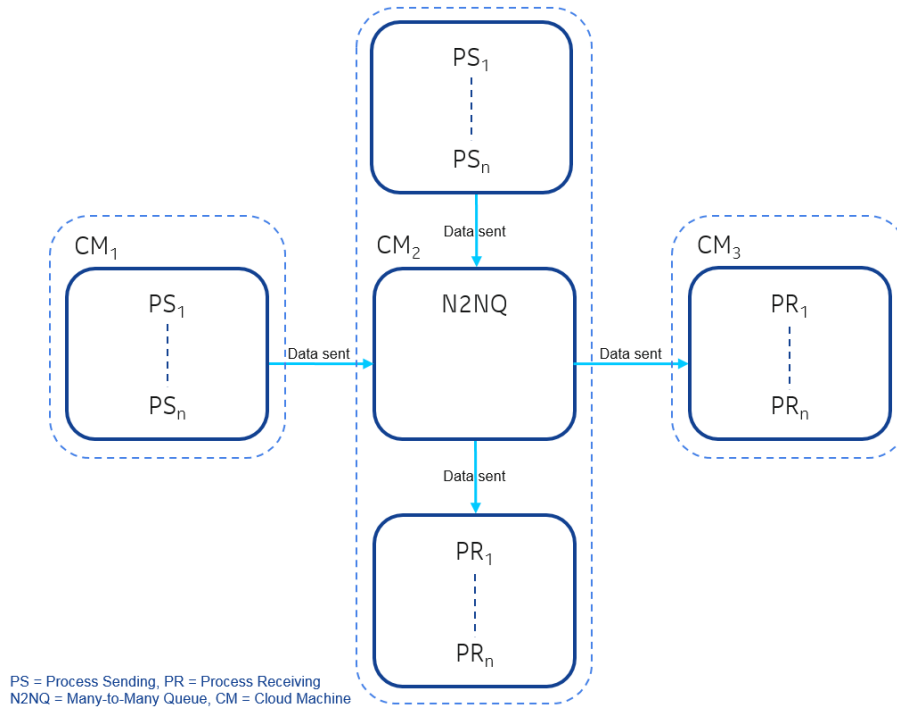 PS₁
PSₙ
Data sent
CM₁
CM₂
CM₃
PS₁
PSₙ
Data sent
N2NQ
Data sent
PR₁
PRₙ
Data sent
PR₁
PRₙ
PS = Process Sending, PR = Process Receiving
N2NQ = Many-to-Many Queue, CM = Cloud Machine